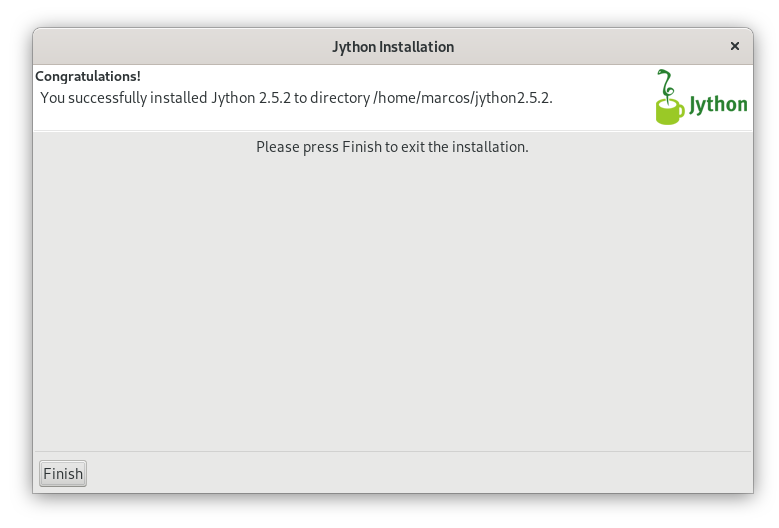 Jython Installation
Congratulations!
You successfully installed Jython 2.5.2 to directory /home/marcos/jython2.5.2.
Jython
Please press Finish to exit the installation.
Finish